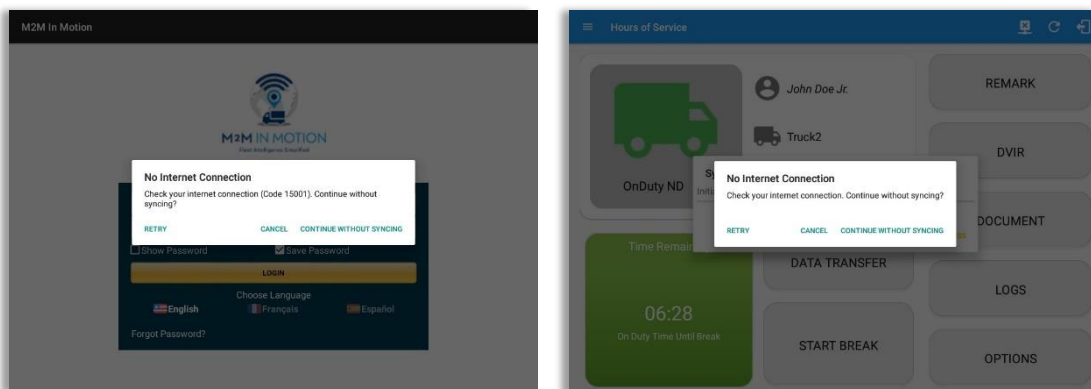 M2M In Motion
M2M IN MOTION
Fleet Intelligence Simplified
No Internet Connection
Check your internet connection (Code 15001). Continue without
syncing?
RETRY
CANCEL
CONTINUE WITHOUT SYNCING
Show Password
Save Password
LOGIN
Choose Language
English
Français
Español
Forgot Password?
Hours of Service
John Doe Jr.
Truck2
OnDuty ND
REMARK
DVIR
DOCUMENT
No Internet Connection
Check your internet connection. Continue without syncing?
RETRY
CANCEL
CONTINUE WITHOUT SYNCING
06:28
On Duty Time Until Break
DATA TRANSFER
START BREAK
LOGS
OPTIONS